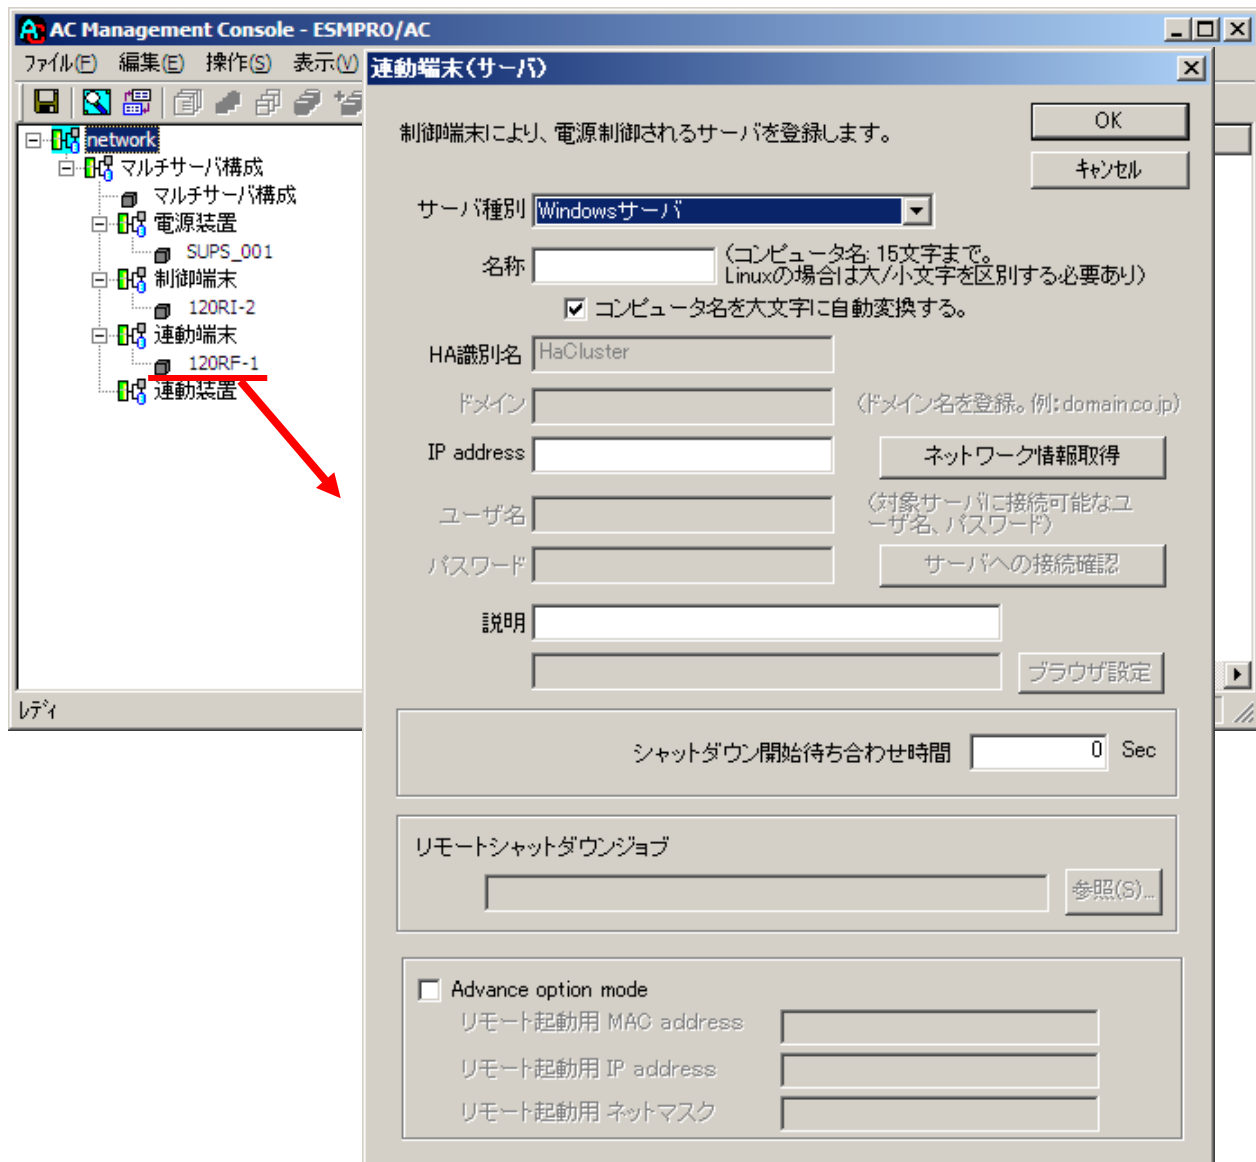 AC Management Console - ESMPRO/AC
ファイル(F) 編集(E) 操作(S) 表示(V)
network
マルチサーバ構成
マルチサーバ構成
電源装置
SUPS_001
制御端末
120RI-2
連動端末
120RF-1
連動装置
レディ
連動端末(サーバ)
制御端末により、電源制御されるサーバを登録します。
OK
キャンセル
サーバ種別 Windowsサーバ
名称 (コンピュータ名: 15文字まで。
Linuxの場合は大/小文字を区別する必要あり)
コンピュータ名を大文字に自動変換する。
HA識別名 HaCluster
ドメイン (ドメイン名を登録。例:domain.co.jp)
IP address ネットワーク情報取得
ユーザ名 (対象サーバに接続可能なユ
ーザ名、パスワード)
パスワード サーバへの接続確認
説明
ブラウザ設定
シャットダウン開始待ち合わせ時間 0 Sec
リモートシャットダウンジョブ
参照(S)...
Advance option mode
リモート起動用 MAC address
リモート起動用 IP address
リモート起動用 ネットマスク